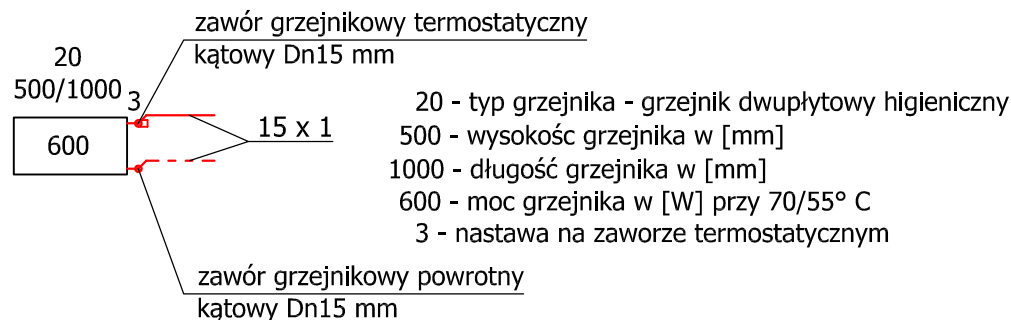 zawór grzejnikowy termostatyczny
kątowy Dn15 mm
20
500/1000
3
600
15 x 1
20 - typ grzejnika - grzejnik dwupłytowy higieniczny
500 - wysokośc grzejnika w [mm]
1000 - długość grzejnika w [mm]
600 - moc grzejnika w [W] przy 70/55° C
3 - nastawa na zaworze termostatycznym
zawór grzejnikowy powrotny
kątowy Dn15 mm